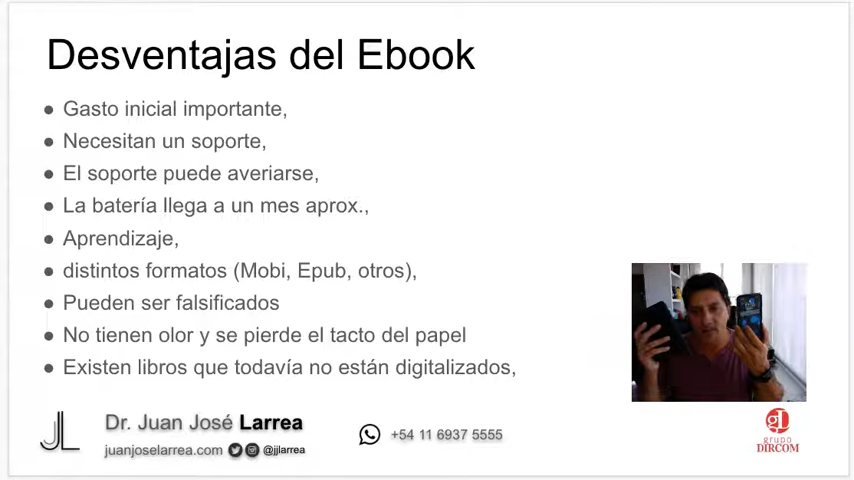 Desventajas del Ebook
● Gasto inicial importante,
● Necesitan un soporte,
● El soporte puede averiarse,
● La batería llega a un mes aprox.,
● Aprendizaje,
● distintos formatos (Mobi, Epub, otros),
● Pueden ser falsificados
● No tienen olor y se pierde el tacto del papel
● Existen libros que todavía no están digitalizados,
JL
Dr. Juan José Larrea
juanjoselarrea.com @jjlarrea
+54 11 6937 5555
gD
grupo
DIRCOM